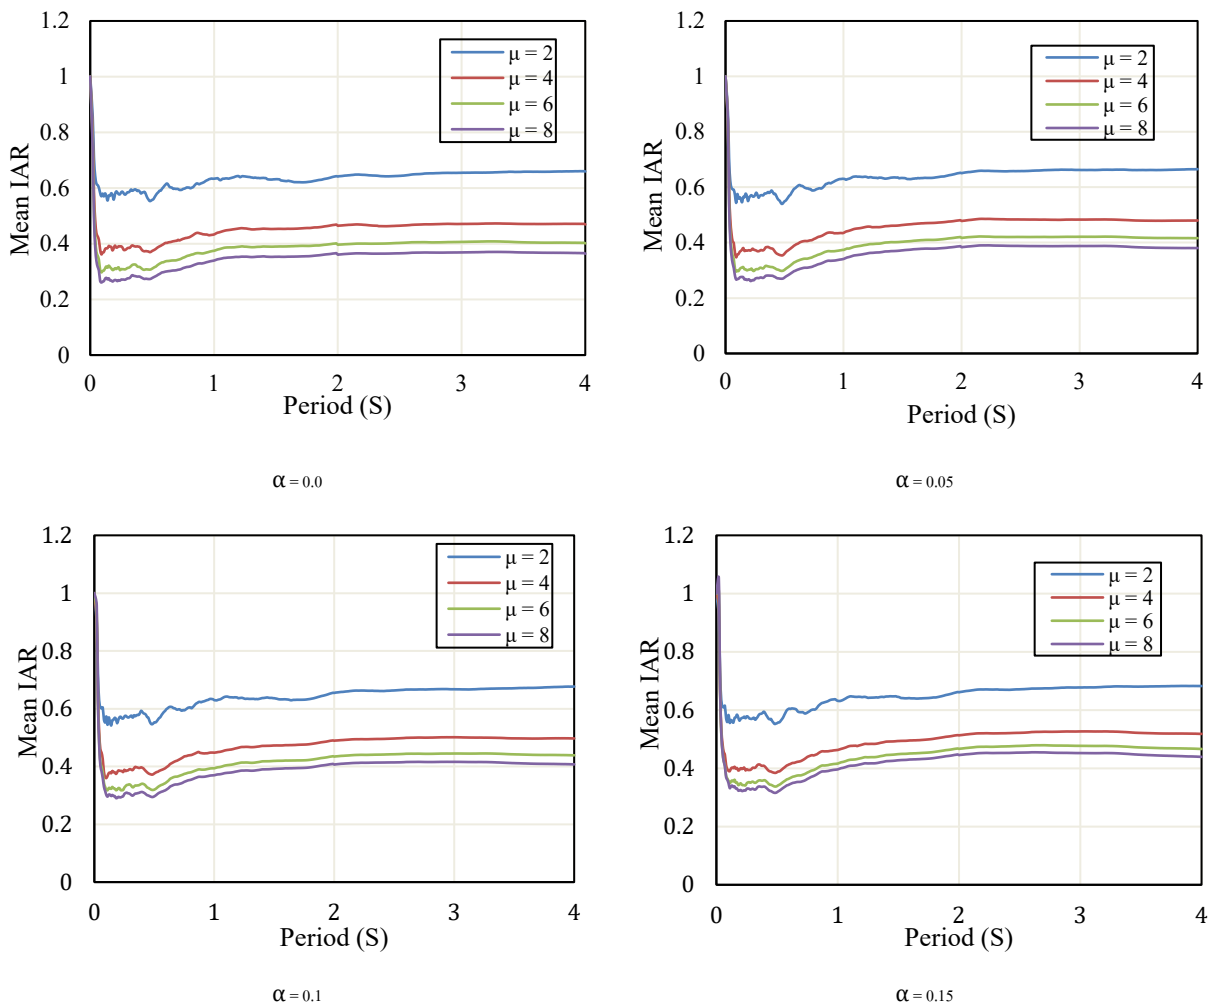 1.2
1
0.8
0.6
0.4
0.2
0
Mean IAR
μ = 2
μ = 4
μ = 6
μ = 8
0 1 2 3 4
Period (S)
α = 0.0
1.2
1
0.8
0.6
0.4
0.2
0
Mean IAR
μ = 2
μ = 4
μ = 6
μ = 8
0 1 2 3 4
Period (S)
α = 0.05
1.2
1
0.8
0.6
0.4
0.2
0
Mean IAR
μ = 2
μ = 4
μ = 6
μ = 8
0 1 2 3 4
Period (S)
α = 0.1
1.2
1
0.8
0.6
0.4
0.2
0
Mean IAR
μ = 2
μ = 4
μ = 6
μ = 8
0 1 2 3 4
Period (S)
α = 0.15